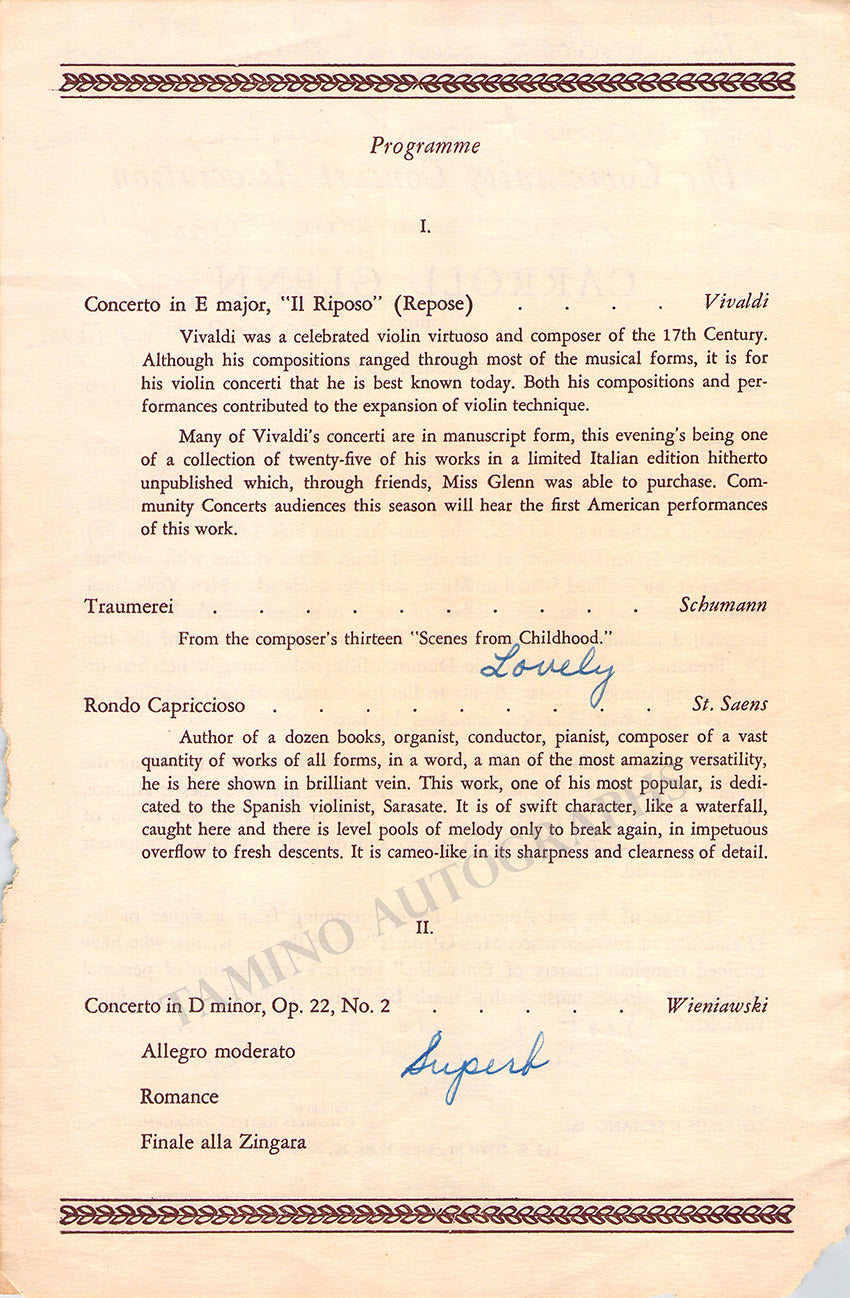 Programme
I.
Concerto in E major, "Il Riposo" (Repose) . . . . Vivaldi
Vivaldi was a celebrated violin virtuoso and composer of the 17th Century.
Although his compositions ranged through most of the musical forms, it is for
his violin concerti that he is best known today. Both his compositions and per-
formances contributed to the expansion of violin technique.
Many of Vivaldi's concerti are in manuscript form, this evening's being one
of a collection of twenty-five of his works in a limited Italian edition hitherto
unpublished which, through friends, Miss Glenn was able to purchase. Com-
munity Concerts audiences this season will hear the first American performances
of this work.
Traumerei . . . . . . . . . . Schumann
From the composer's thirteen "Scenes from Childhood."
Lovely
Rondo Capriccioso . . . . . . . . . St. Saens
Author of a dozen books, organist, conductor, pianist, composer of a vast
quantity of works of all forms, in a word, a man of the most amazing versatility,
he is here shown in brilliant vein. This work, one of his most popular, is dedi-
cated to the Spanish violinist, Sarasate. It is of swift character, like a waterfall,
caught here and there is level pools of melody only to break again, in impetuous
overflow to fresh descents. It is cameo-like in its sharpness and clearness of detail.
TAMINO AUTOGRAPHS
II.
Concerto in D minor, Op. 22, No. 2 . . . . . Wieniawski
Allegro moderato
Superb
Romance
Finale alla Zingara